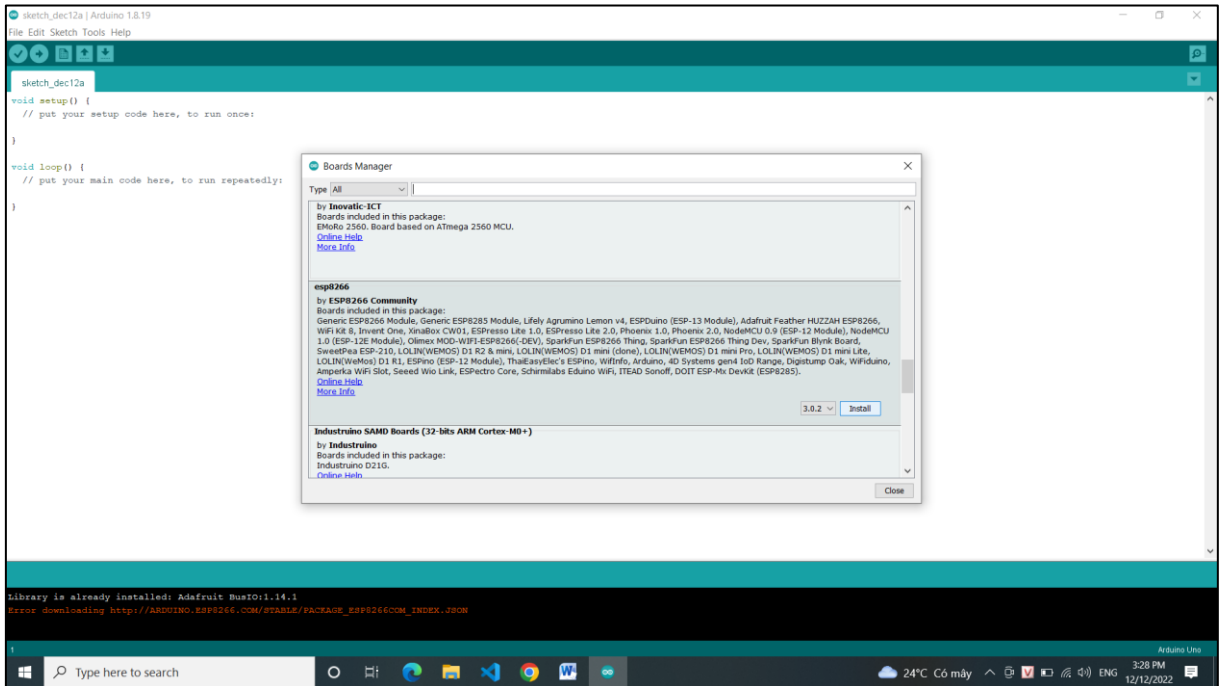 sketch_dec12a | Arduino 1.8.19
File Edit Sketch Tools Help
sketch_dec12a
void setup() {
// put your setup code here, to run once:
}
void loop() {
// put your main code here, to run repeatedly:
}
Boards Manager
Type All
by Inovatic-ICT
Boards included in this package:
EMoRo 2560. Board based on ATmega 2560 MCU.
Online Help
More Info
esp8266
by ESP8266 Community
Boards included in this package:
Generic ESP8266 Module, Generic ESP8285 Module, Lifely Agrumino Lemon v4, ESPDuino (ESP-13 Module), Adafruit Feather HUZZAH ESP8266,
WiFi Kit 8, Invent One, XinaBox CW01, ESPresso Lite 1.0, ESPresso Lite 2.0, Phoenix 1.0, Phoenix 2.0, NodeMCU 0.9 (ESP-12 Module), NodeMCU
1.0 (ESP-12E Module), Olimex MOD-WIFI-ESP8266(-DEV), SparkFun ESP8266 Thing, SparkFun ESP8266 Thing Dev, SparkFun Blynk Board,
SweetPea ESP-210, LOLIN(WEMOS) D1 R2 & mini, LOLIN(WEMOS) D1 mini (clone), LOLIN(WEMOS) D1 mini Pro, LOLIN(WEMOS) D1 mini Lite,
LOLIN(WeMos) D1 R1, ESPino (ESP-12 Module), ThaiEasyElec's ESPino, WifInfo, Arduino, 4D Systems gen4 IoD Range, Digistump Oak, WiFiduino,
Amperka WiFi Slot, Seeed Wio Link, ESPectro Core, Schirmilabs Eduino WiFi, ITEAD Sonoff, DOIT ESP-Mx DevKit (ESP8285).
Online Help
More Info
3.0.2 Install
Industruino SAMD Boards (32-bits ARM Cortex-M0+)
by Industruino
Boards included in this package:
Industruino D21G.
Online Help
Close
Library is already installed: Adafruit BusIO:1.14.1
Error downloading http://ARDUINO.ESP8266.COM/STABLE/PACKAGE_ESP8266COM_INDEX.JSON
1
Arduino Uno
Type here to search
24°C Có mây
ENG
3:28 PM
12/12/2022